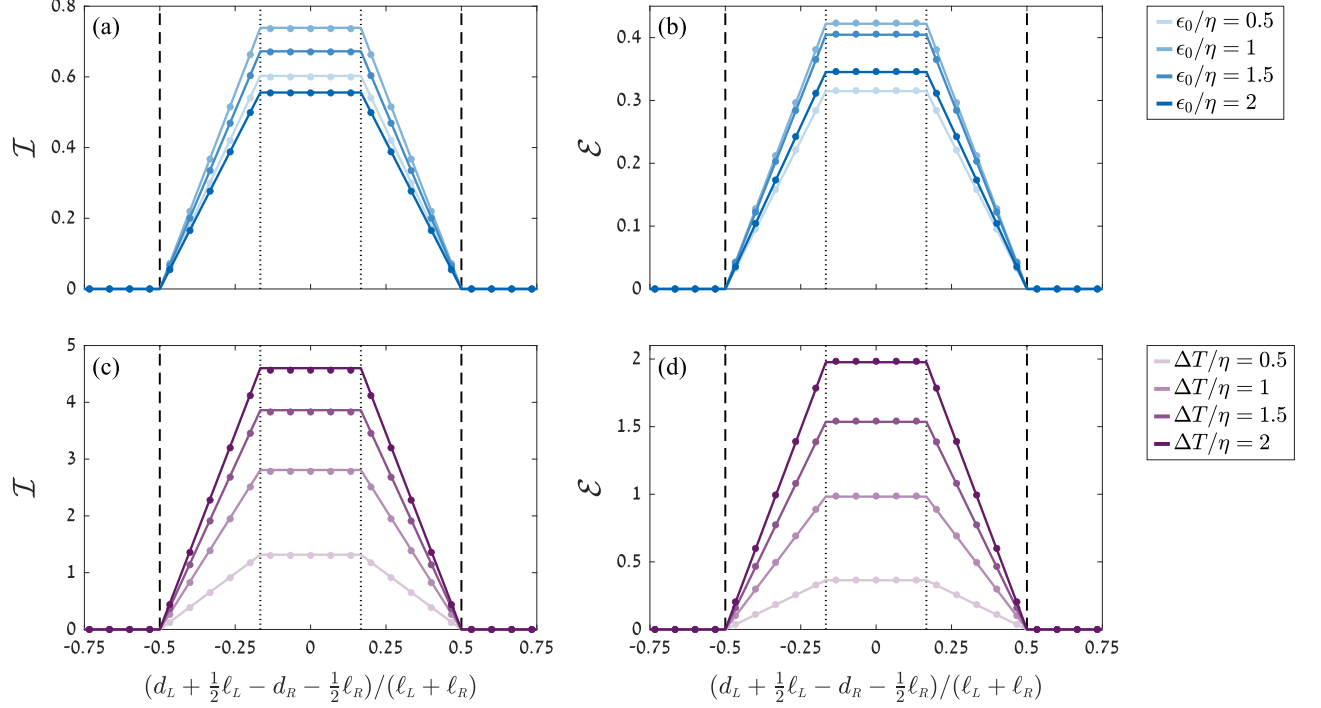 (a)
0.8
0.6
0.4
0.2
0
ℐ
(b)
0.4
0.3
0.2
0.1
0
ℰ
ϵ₀/η = 0.5
ϵ₀/η = 1
ϵ₀/η = 1.5
ϵ₀/η = 2
(c)
5
4
3
2
1
0
ℐ
-0.75 -0.5 -0.25 0 0.25 0.5 0.75
(d_L + ½ℓ_L − d_R − ½ℓ_R)/(ℓ_L + ℓ_R)
(d)
2
1.5
1
0.5
0
ℰ
-0.75 -0.5 -0.25 0 0.25 0.5 0.75
(d_L + ½ℓ_L − d_R − ½ℓ_R)/(ℓ_L + ℓ_R)
ΔT/η = 0.5
ΔT/η = 1
ΔT/η = 1.5
ΔT/η = 2